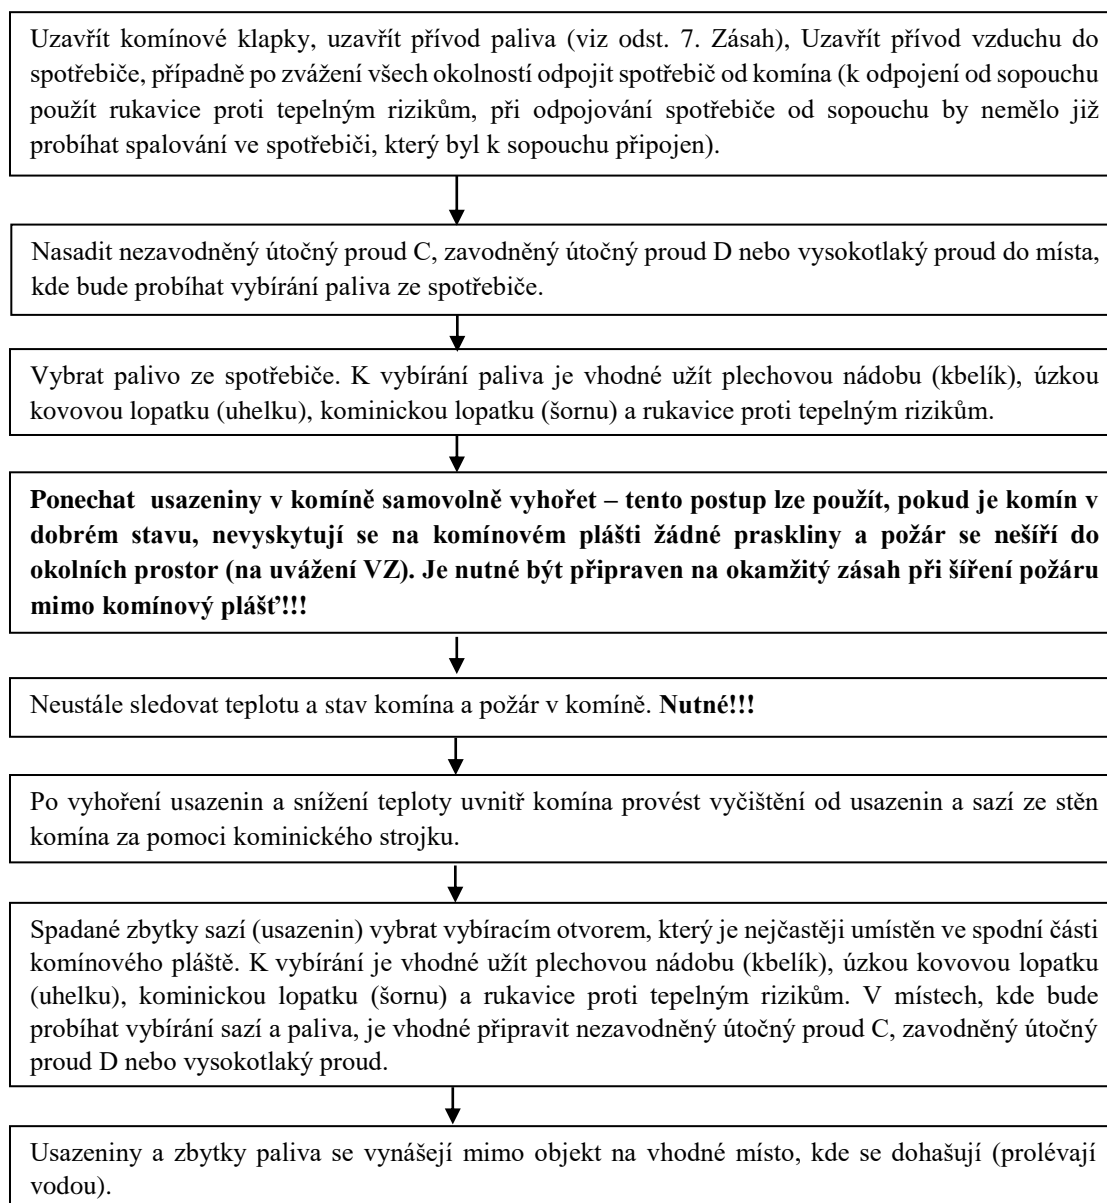 Uzavřít komínové klapky, uzavřít přívod paliva (viz odst. 7. Zásah), Uzavřít přívod vzduchu do
spotřebiče, případně po zvážení všech okolností odpojit spotřebič od komína (k odpojení od sopouchu
použít rukavice proti tepelným rizikům, při odpojování spotřebiče od sopouchu by nemělo již
probíhat spalování ve spotřebiči, který byl k sopouchu připojen).
Nasadit nezavodněný útočný proud C, zavodněný útočný proud D nebo vysokotlaký proud do místa,
kde bude probíhat vybírání paliva ze spotřebiče.
Vybrat palivo ze spotřebiče. K vybírání paliva je vhodné užít plechovou nádobu (kbelík), úzkou
kovovou lopatku (uhelku), kominickou lopatku (šornu) a rukavice proti tepelným rizikům.
Ponechat usazeniny v komíně samovolně vyhořet – tento postup lze použít, pokud je komín v
dobrém stavu, nevyskytují se na komínovém plášti žádné praskliny a požár se nešíří do
okolních prostor (na uvážení VZ). Je nutné být připraven na okamžitý zásah při šíření požáru
mimo komínový plášť!!!
Neustále sledovat teplotu a stav komína a požár v komíně. Nutné!!!
Po vyhoření usazenin a snížení teploty uvnitř komína provést vyčištění od usazenin a sazí ze stěn
komína za pomoci kominického strojku.
Spadané zbytky sazí (usazenin) vybrat vybíracím otvorem, který je nejčastěji umístěn ve spodní části
komínového pláště. K vybírání je vhodné užít plechovou nádobu (kbelík), úzkou kovovou lopatku
(uhelku), kominickou lopatku (šornu) a rukavice proti tepelným rizikům. V místech, kde bude
probíhat vybírání sazí a paliva, je vhodné připravit nezavodněný útočný proud C, zavodněný útočný
proud D nebo vysokotlaký proud.
Usazeniny a zbytky paliva se vynášejí mimo objekt na vhodné místo, kde se dohašují (prolévají
vodou).